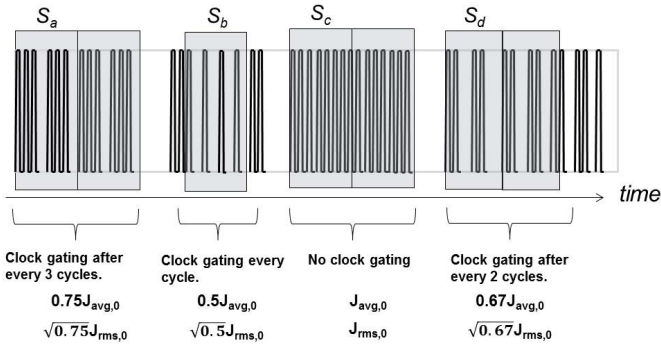 Sa Sb Sc Sd
time
Clock gating after
every 3 cycles.
0.75Javg,0
√0.75Jrms,0
Clock gating every
cycle.
0.5Javg,0
√0.5Jrms,0
No clock gating
Javg,0
Jrms,0
Clock gating after
every 2 cycles.
0.67Javg,0
√0.67Jrms,0